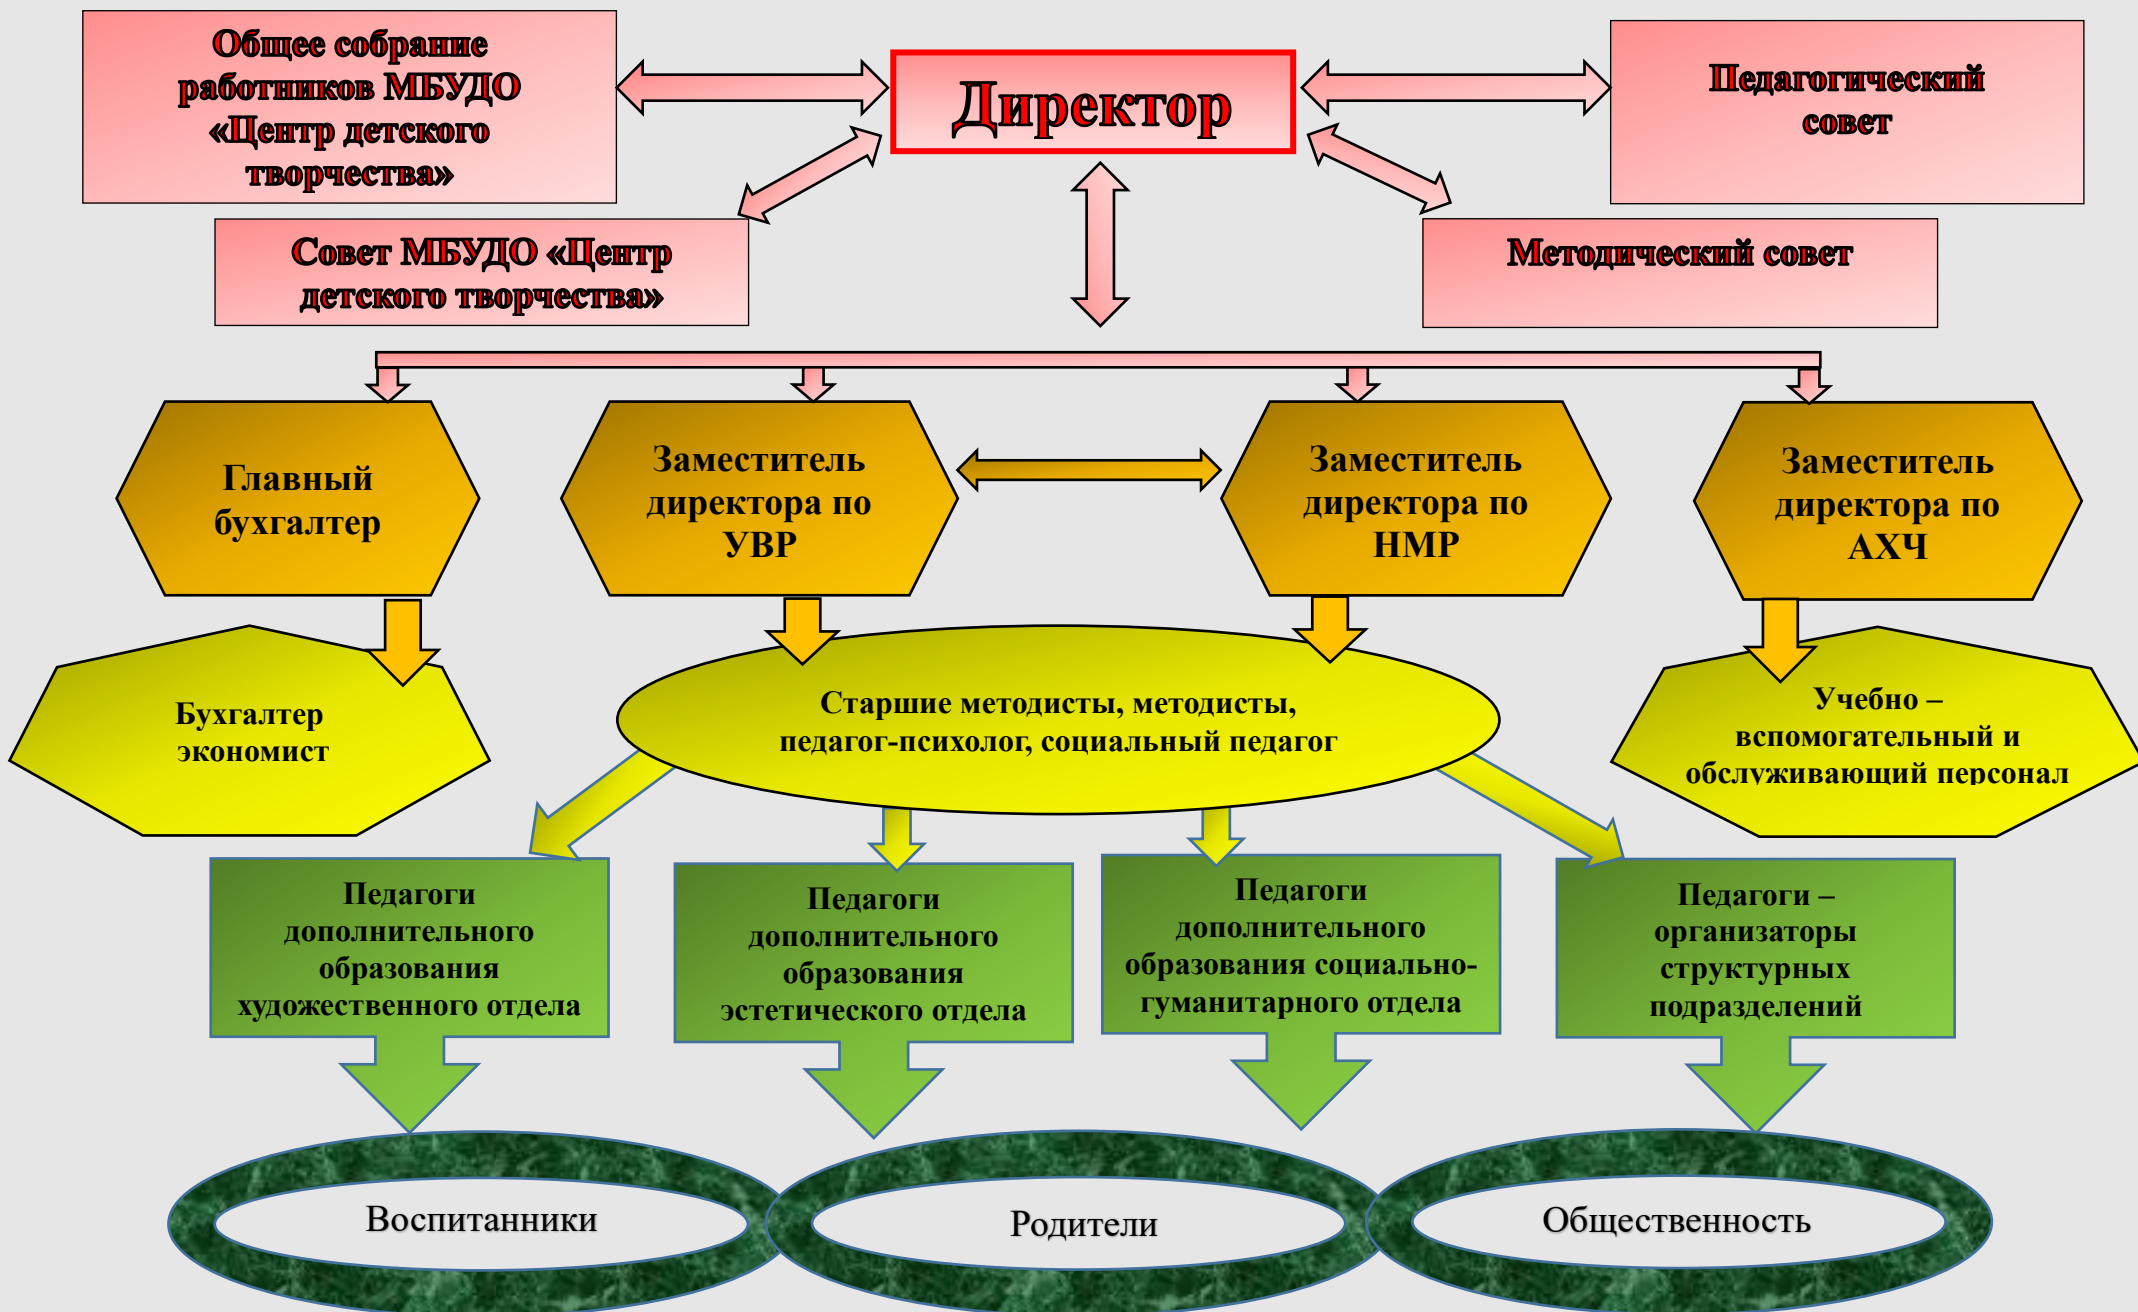 Общее собрание
работников МБУДО
«Центр детского
творчества»
Директор
Педагогический
совет
Совет МБУДО «Центр
детского творчества»
Методический совет
Главный
бухгалтер
Заместитель
директора по
УВР
Заместитель
директора по
НМР
Заместитель
директора по
АХЧ
Бухгалтер
экономист
Старшие методисты, методисты,
педагог-психолог, социальный педагог
Учебно –
вспомогательный и
обслуживающий персонал
Педагоги
дополнительного
образования
художественного отдела
Педагоги
дополнительного
образования
эстетического отдела
Педагоги
дополнительного
образования социально-
гуманитарного отдела
Педагоги –
организаторы
структурных
подразделений
Воспитанники
Родители
Общественность